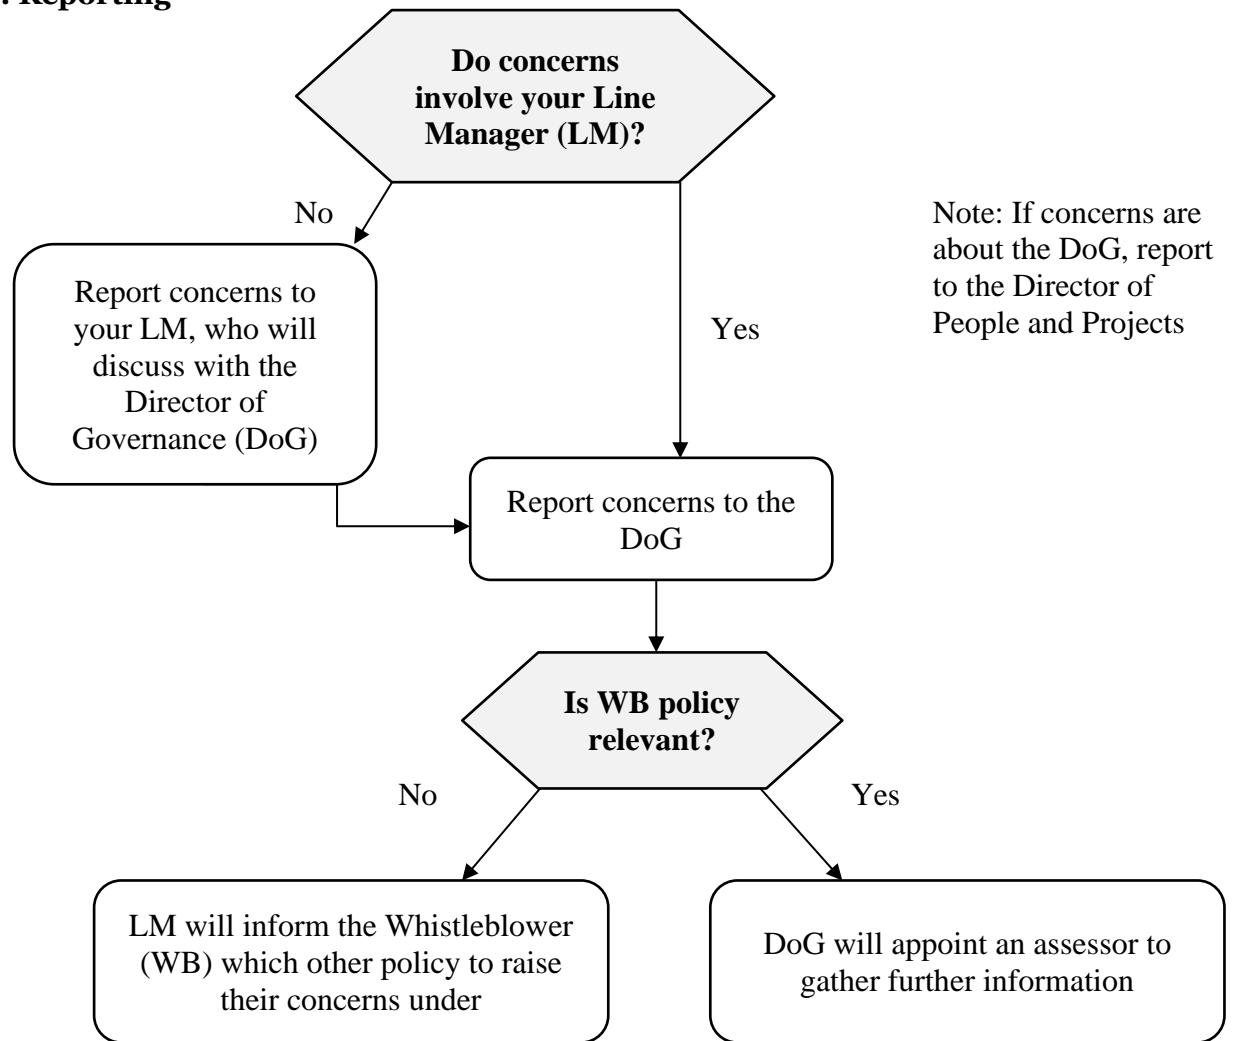 . Reporting
Do concerns
involve your Line
Manager (LM)?
No
Yes
Note: If concerns are
about the DoG, report
to the Director of
People and Projects
Report concerns to
your LM, who will
discuss with the
Director of
Governance (DoG)
Report concerns to the
DoG
Is WB policy
relevant?
No
Yes
LM will inform the Whistleblower
(WB) which other policy to raise
their concerns under
DoG will appoint an assessor to
gather further information